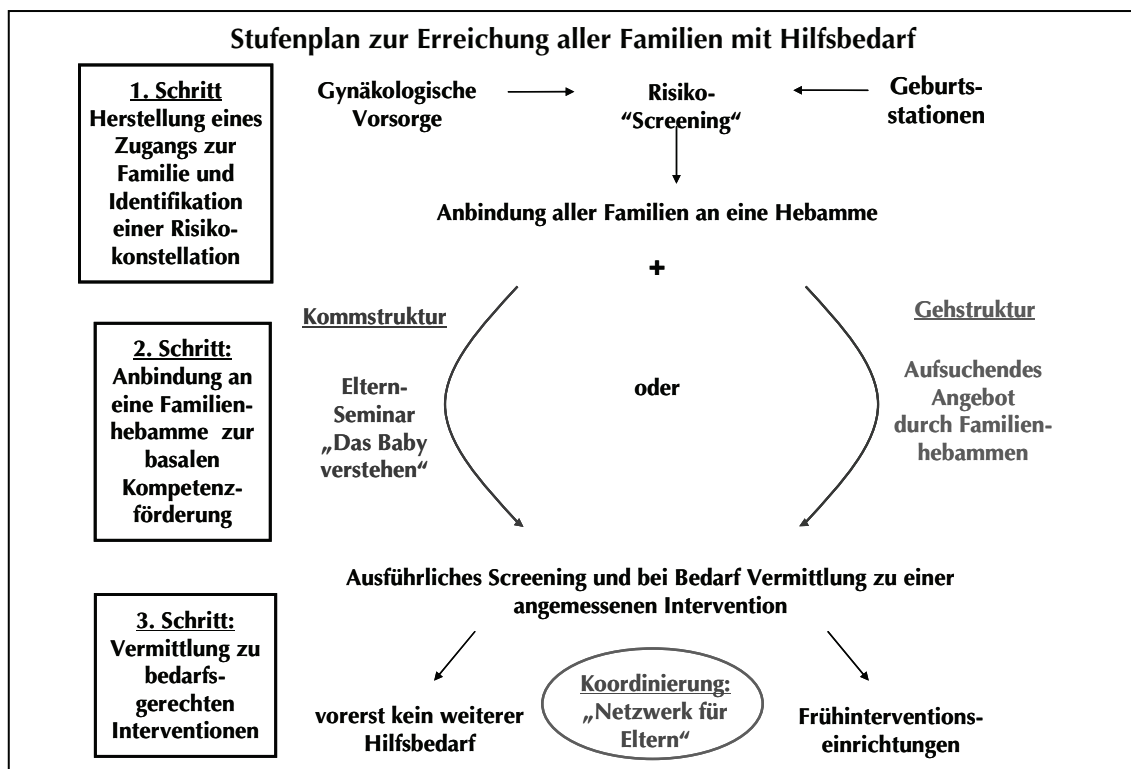 Stufenplan zur Erreichung aller Familien mit Hilfsbedarf
1. Schritt
Herstellung eines
Zugangs zur
Familie und
Identifikation
einer Risiko-
konstellation
Gynäkologische
Vorsorge
Risiko-
“Screening“
Geburts-
stationen
Anbindung aller Familien an eine Hebamme
+
2. Schritt:
Anbindung an
eine Familien-
hebamme zur
basalen
Kompetenz-
förderung
Kommstruktur
Eltern-
Seminar
„Das Baby
verstehen“
oder
Gehstruktur
Aufsuchendes
Angebot
durch Familien-
hebammen
Ausführliches Screening und bei Bedarf Vermittlung zu einer
angemessenen Intervention
3. Schritt:
Vermittlung zu
bedarfs-
gerechten
Interventionen
vorerst kein weiterer
Hilfsbedarf
Koordinierung:
„Netzwerk für
Eltern“
Frühinterventions-
einrichtungen